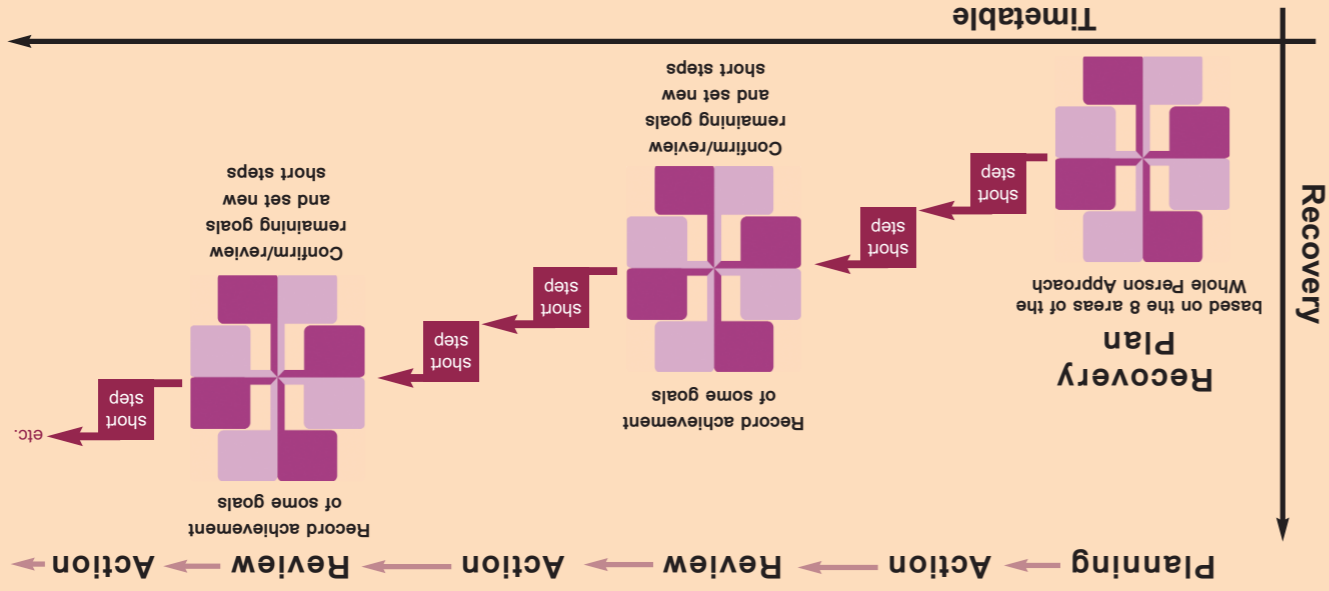 Planning
Action
Review
Action
Review
Action
Recovery
Recovery
Plan
based on the 8 areas of the
Whole Person Approach
short
step
short
step
Record achievement
of some goals
Confirm/review
remaining goals
and set new
short steps
short
step
short
step
Record achievement
of some goals
Confirm/review
remaining goals
and set new
short steps
short
step
etc.
Timetable